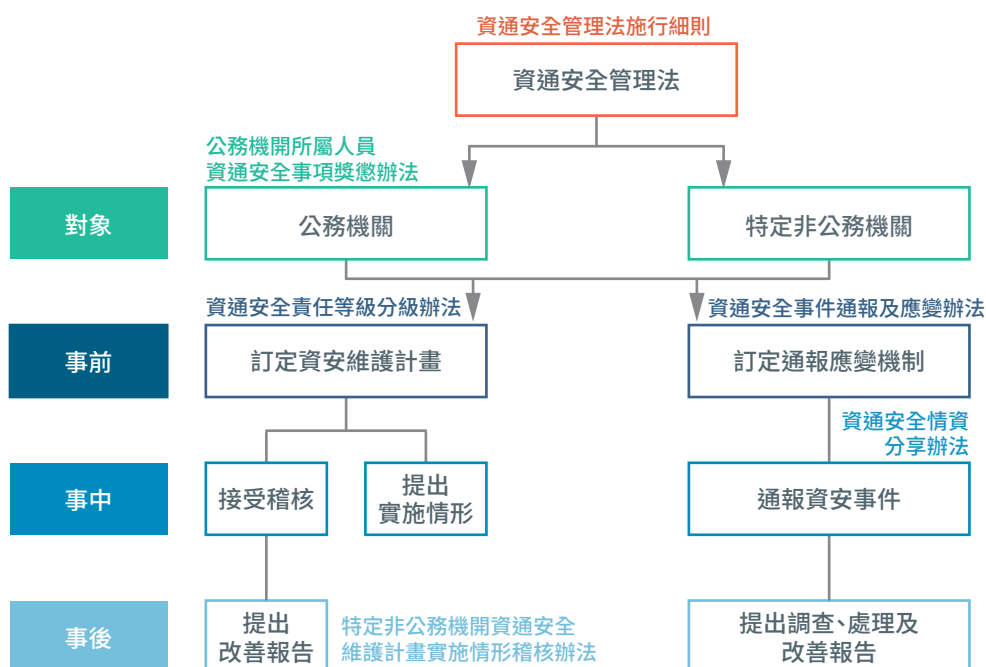 資通安全管理法施行細則
資通安全管理法
公務機開所屬人員
資通安全事項獎懲辦法
對象
公務機關
特定非公務機關
資通安全責任等級分級辦法
資通安全事件通報及應變辦法
事前
訂定資安維護計畫
訂定通報應變機制
資通安全情資
分享辦法
事中
接受稽核
提出
實施情形
通報資安事件
事後
提出
改善報告
特定非公務機開資通安全
維護計畫實施情形稽核辦法
提出調查、處理及
改善報告